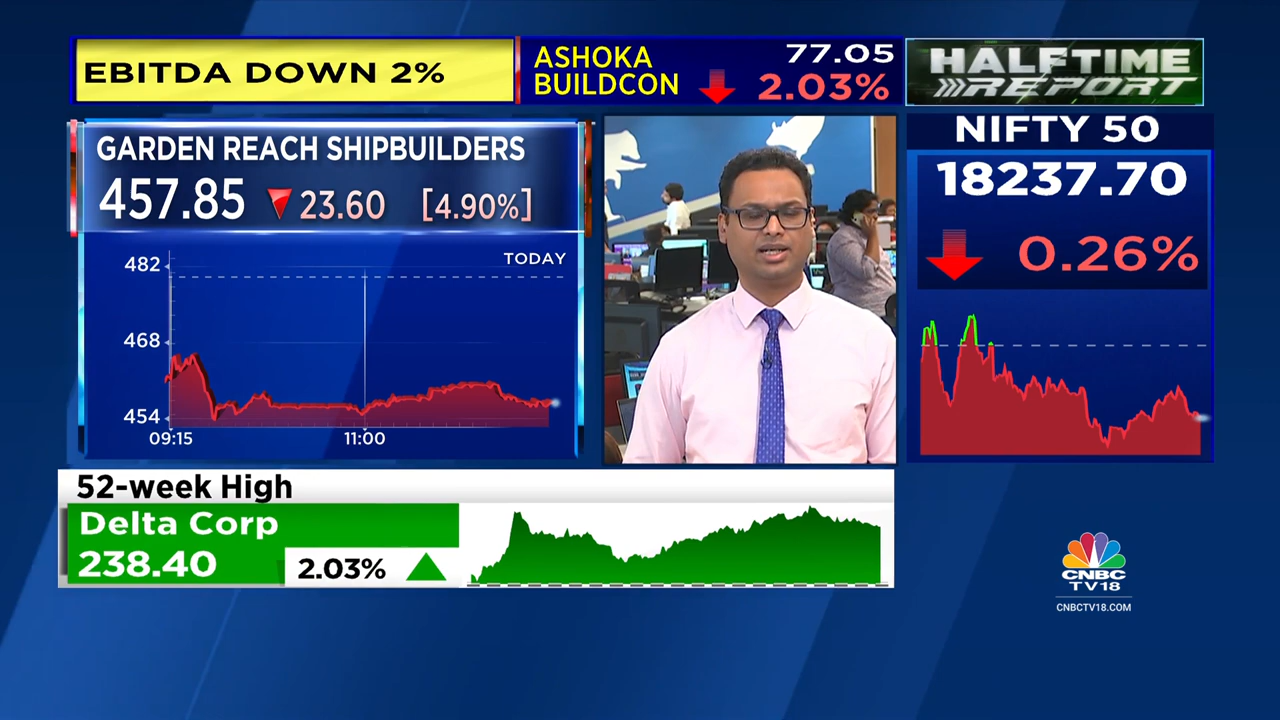 EBITDA DOWN 2%
ASHOKA
BUILDCON
77.05
2.03%
HALFTIME
REPORT
GARDEN REACH SHIPBUILDERS
457.85 23.60 [4.90%]
TODAY
482
468
454
09:15 11:00
NIFTY 50
18237.70
0.26%
52-week High
Delta Corp
238.40
2.03%
CNBC
TV18
CNBCTV18.COM